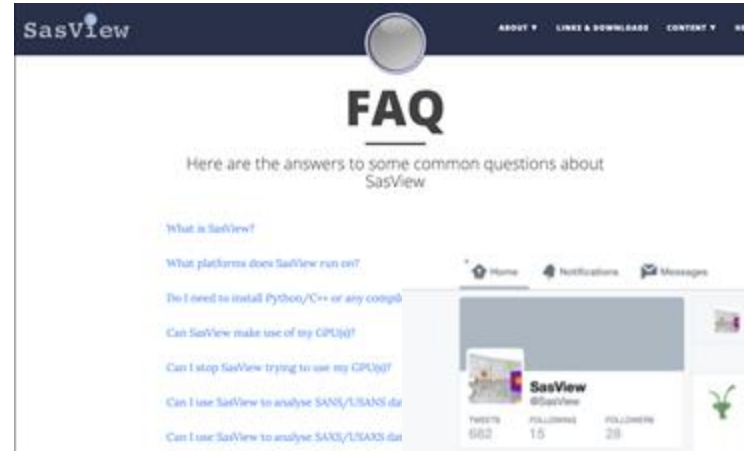 SasView
ABOUT ▾ LINKS & DOWNLOADS CONTENT ▾
FAQ
Here are the answers to some common questions about
SasView
What is SasView?
What platforms does SasView run on?
Do I need to install Python/C++ or any
Can SasView make use of my GPU(s)?
Can I stop SasView trying to use my GPU(s)?
Can I use SasView to analyse SANS/USANS
Can I use SasView to analyse SAXS/USAXS
Home Notifications Messages
SasView
@SasView
TWEETS FOLLOWING FOLLOWERS
682 15 28